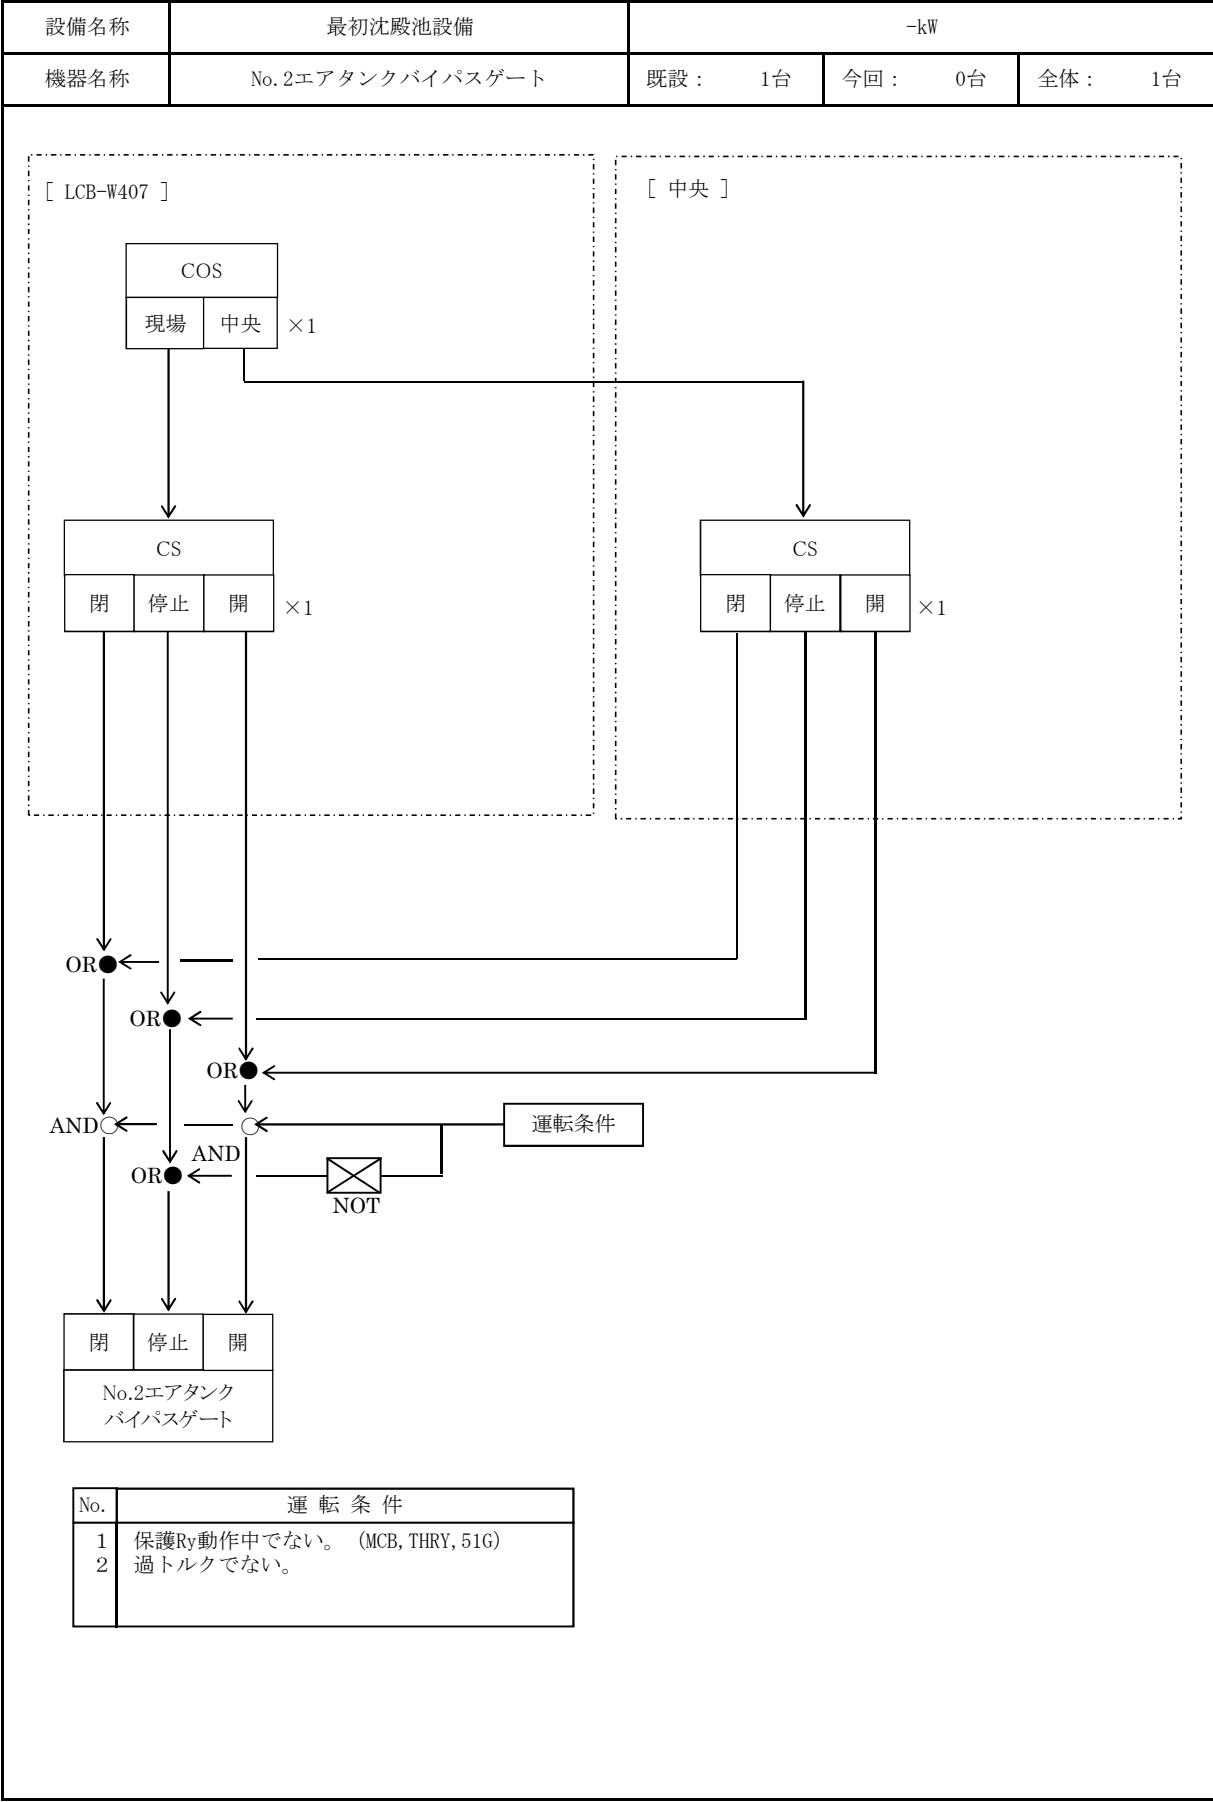 設備名称 最初沈殿池設備 -kW
機器名称 No.2エアタンクバイパスゲート 既設： 1台 今回： 0台 全体： 1台
[ LCB-W407 ]
[ 中央 ]
COS
現場 中央 ×1
CS
閉 停止 開 ×1
CS
閉 停止 開 ×1
OR
OR
OR
AND
運転条件
AND
OR
NOT
閉 停止 開
No.2エアタンク
バイパスゲート
No. 運 転 条 件
1 保護Ry動作中でない。 (MCB,THRY,51G)
2 過トルクでない。